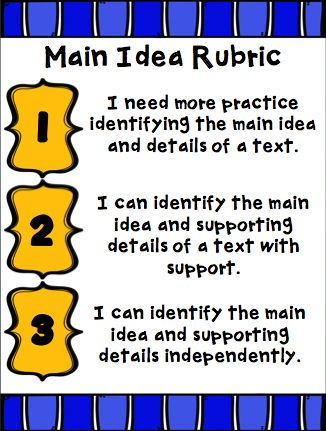 Main Idea Rubric
1
I need more practice
identifying the main idea
and details of a text.
2
I can identify the main
idea and supporting
details of a text with
support.
3
I can identify the main
idea and supporting
details independently.